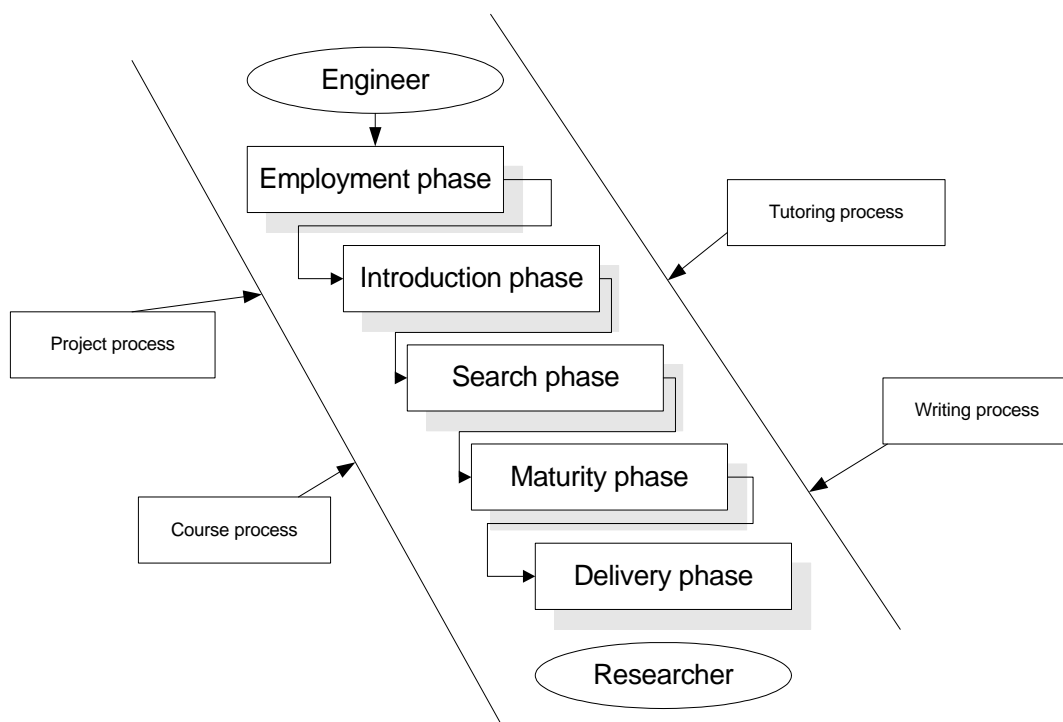 Engineer
Employment phase
Tutoring process
Introduction phase
Project process
Search phase
Writing process
Maturity phase
Course process
Delivery phase
Researcher